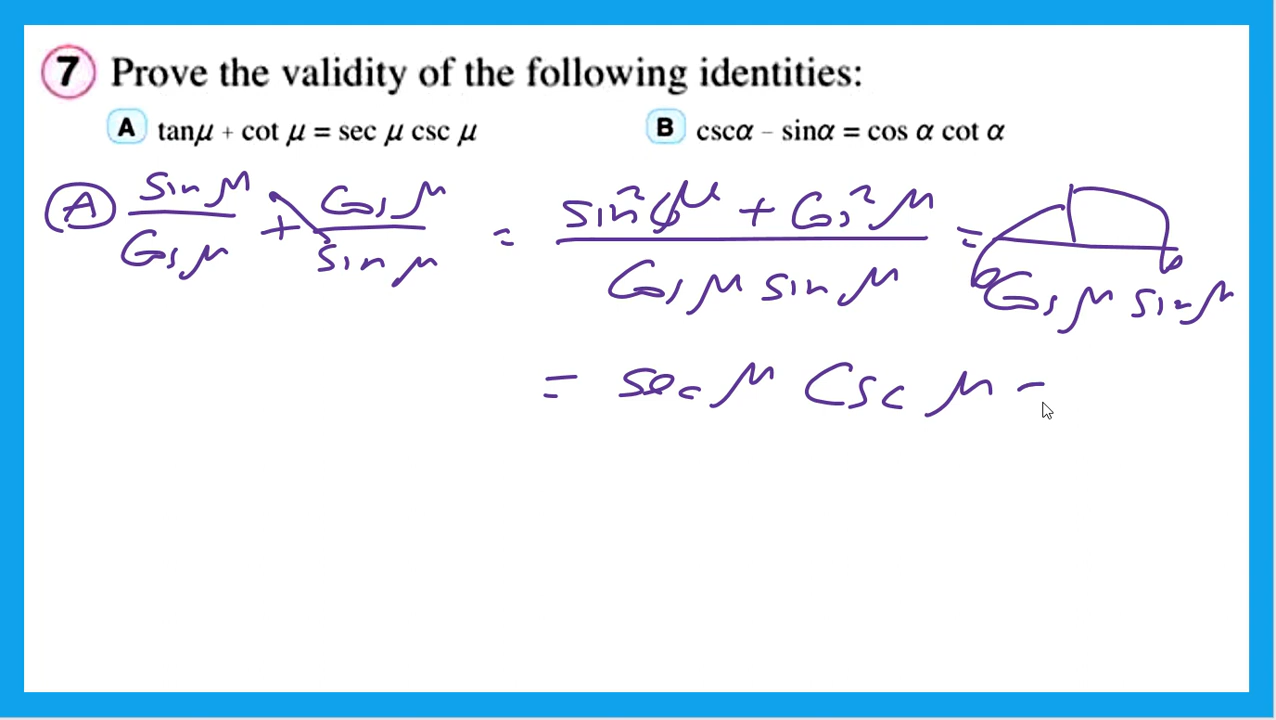 7 Prove the validity of the following identities:
A tanμ + cot μ = sec μ csc μ B cscα - sinα = cos α cot α
A sin μ / cos μ + cos μ / sin μ = sin²μ + cos²μ / cos μ sin μ = 1 / cos μ sin μ
= sec μ csc μ =